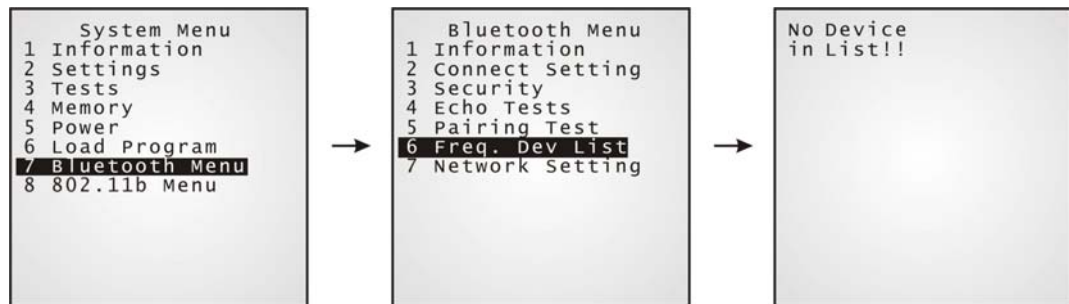 System Menu
1 Information
2 Settings
3 Tests
4 Memory
5 Power
6 Load Program
7 Bluetooth Menu
8 802.11b Menu
Bluetooth Menu
1 Information
2 Connect Setting
3 Security
4 Echo Tests
5 Pairing Test
6 Freq. Dev List
7 Network Setting
No Device
in List!!